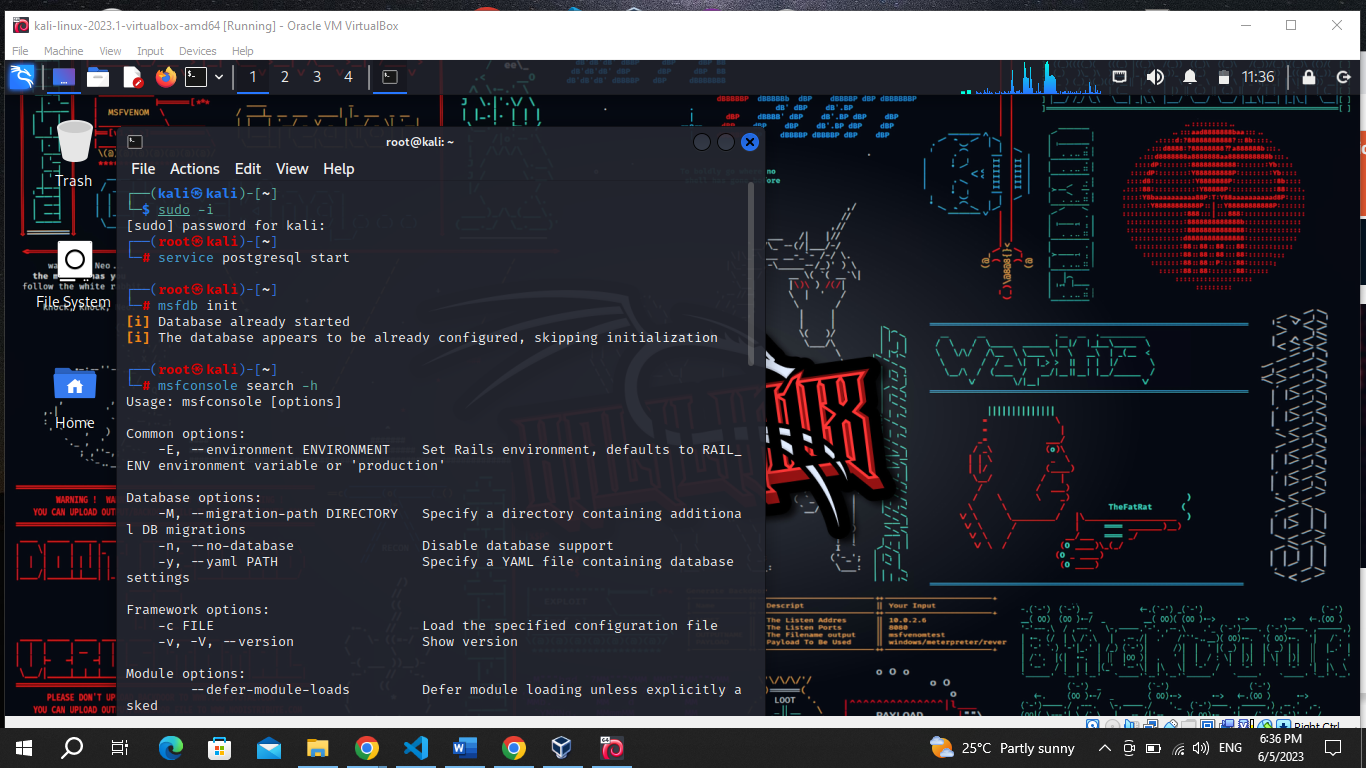 kali-linux-2023.1-virtualbox-amd64 [Running] - Oracle VM VirtualBox
File Machine View Input Devices Help
1 2 3 4 11:36
MSFVENOM
root@kali: ~
File Actions Edit View Help
Trash
File System
Home
┌──(kali㉿kali)-[~]
└─$ sudo -i
[sudo] password for kali:
┌──(root㉿kali)-[~]
└─# service postgresql start
┌──(root㉿kali)-[~]
└─# msfdb init
[i] Database already started
[i] The database appears to be already configured, skipping initialization
┌──(root㉿kali)-[~]
└─# msfconsole search -h
Usage: msfconsole [options]
Common options:
-E, --environment ENVIRONMENT Set Rails environment, defaults to RAIL_
ENV environment variable or 'production'
Database options:
-M, --migration-path DIRECTORY Specify a directory containing additiona
l DB migrations
-n, --no-database Disable database support
-y, --yaml PATH Specify a YAML file containing database
settings
Framework options:
-c FILE Load the specified configuration file
-v, -V, --version Show version
Module options:
--defer-module-loads Defer module loading unless explicitly a
sked
follow the white r
WARNING !
YOU CAN UPLOAD OUT
PLEASE DON'T UP
YOU CAN UPLOAD OUT
TheFatRat
Descript Your Input
The Listen Addres 10.0.2.6
The Listen Ports 8080
The Filename output msfvenomtest
Payload To Be Used windows/meterpreter/rever
LOOT
PAYLOAD
Right Ctrl
25°C Partly sunny
ENG
6:36 PM
6/5/2023